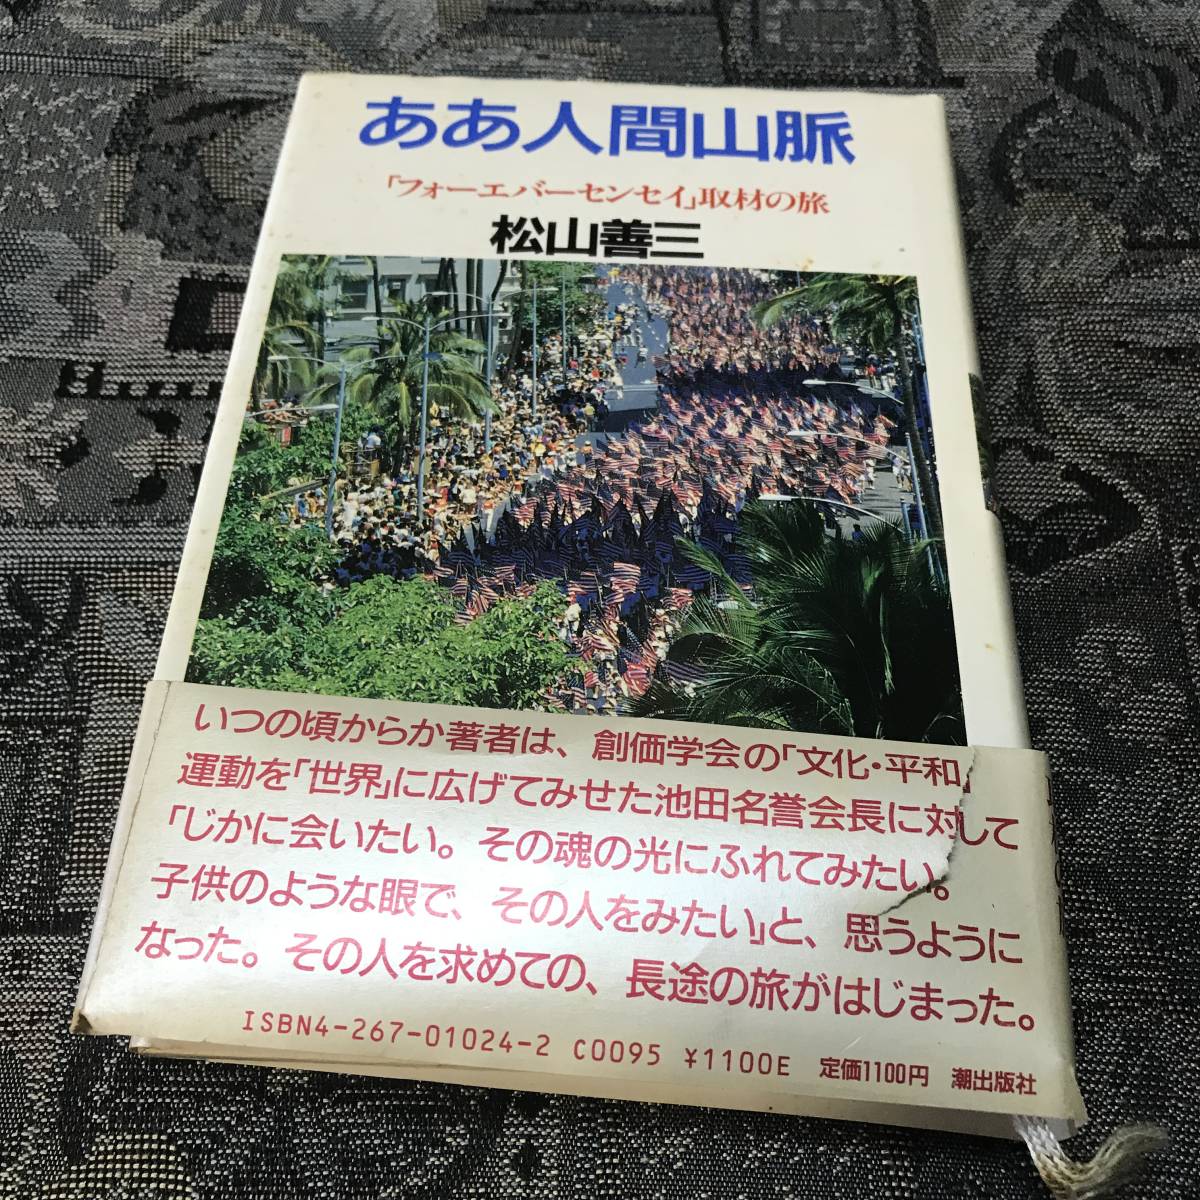 ああ人間山脈
「フォーエバーセンセイ」取材の旅
松山善三
いつの頃からか著者は、創価学会の「文化・平和」
運動を「世界」に広げてみせた池田名誉会長に対して
「じかに会いたい。その魂の光にふれてみたい。
子供のような眼で、その人をみたい」と、思うように
なった。その人を求めての、長途の旅がはじまった。
ISBN4-267-01024-2 C0095 ¥1100E 定価1100円 潮出版社